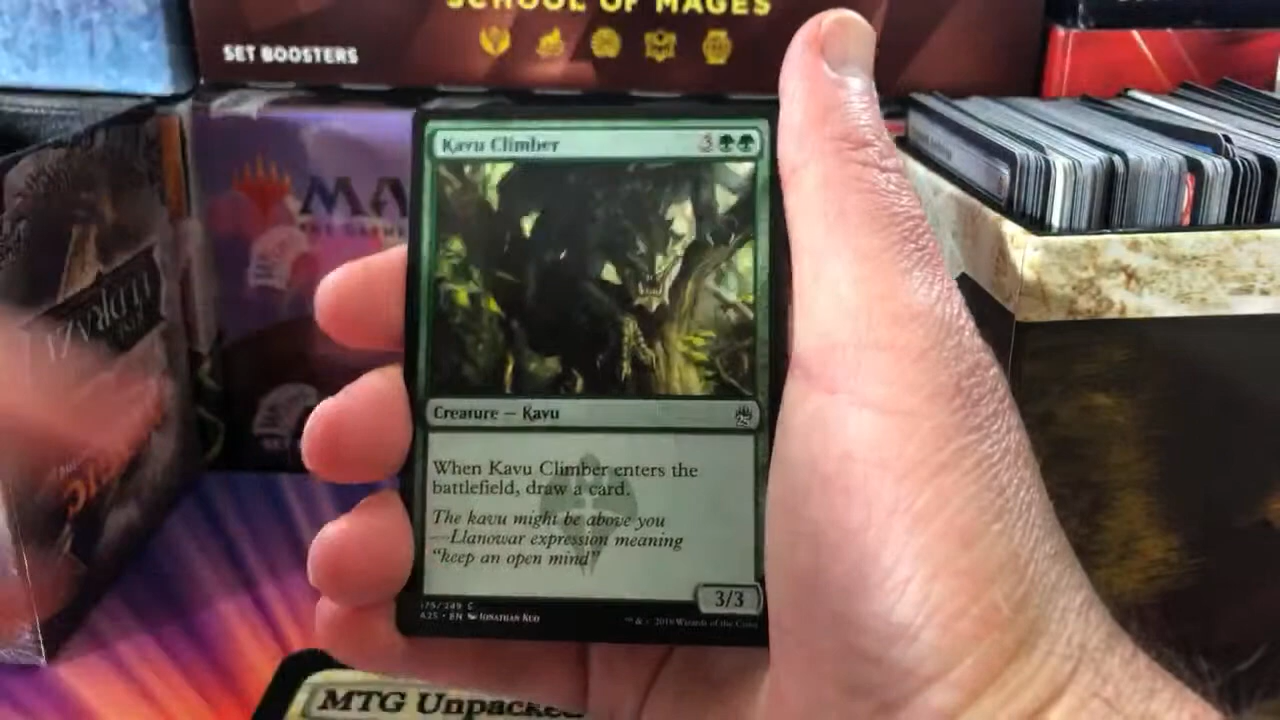 SCHOOL OF MAGES
SET BOOSTERS
MA
Kavu Climber
3
Creature — Kavu
When Kavu Climber enters the
battlefield, draw a card.
The kavu might be above you
—Llanowar expression meaning
"keep an open mind"
3/3
175/249 C
A25 • EN Jonathan Kuo
™ & © 2018 Wizards of the Coast
MTG Unpacked